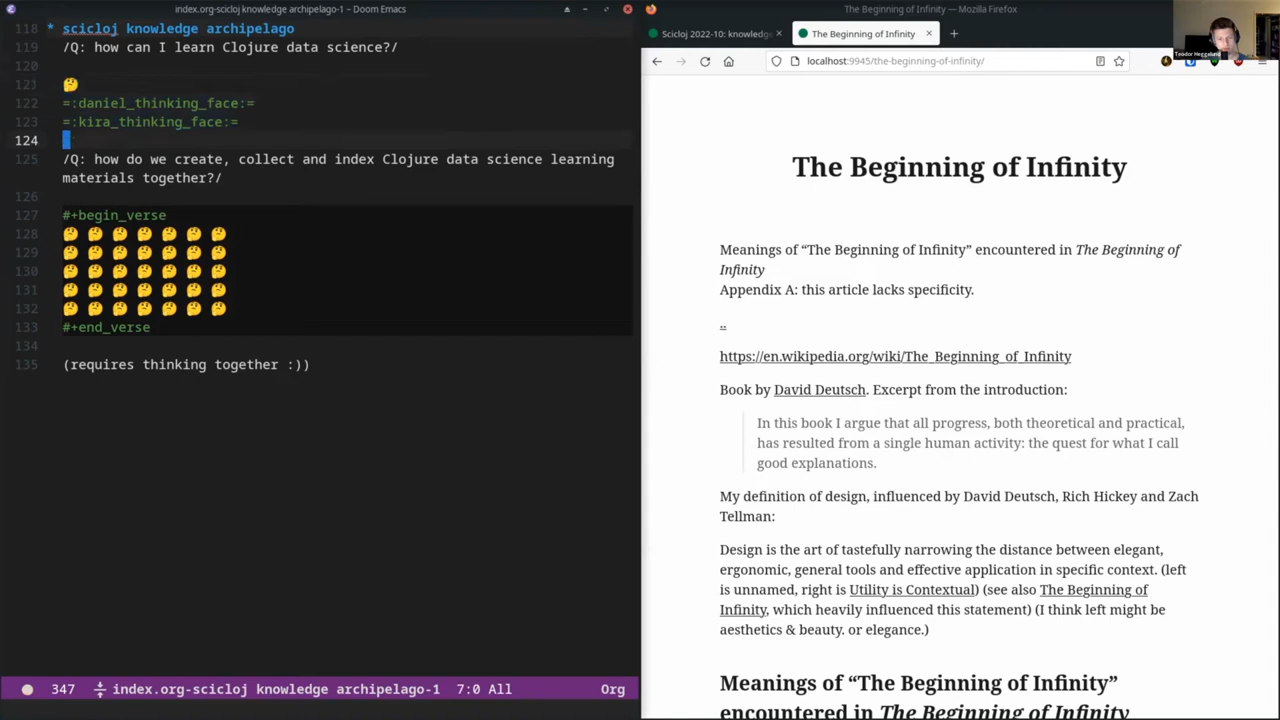 index.org-scicloj knowledge archipelago-1 – Doom Emacs
118 * scicloj knowledge archipelago
119 /Q: how can I learn Clojure data science?/
120
121 🤔
122 =:daniel_thinking_face:=
123 =:kira_thinking_face:=
124
125 /Q: how do we create, collect and index Clojure data science learning
materials together?/
126
127 #+begin_verse
128 🤔 🤔 🤔 🤔 🤔 🤔 🤔
129 🤔 🤔 🤔 🤔 🤔 🤔 🤔
130 🤔 🤔 🤔 🤔 🤔 🤔 🤔
131 🤔 🤔 🤔 🤔 🤔 🤔 🤔
132 🤔 🤔 🤔 🤔 🤔 🤔 🤔
133 #+end_verse
134
135 (requires thinking together :))
347 index.org-scicloj knowledge archipelago-1 7:0 All Org
The Beginning of Infinity — Mozilla Firefox
Scicloj 2022-10: knowledg
The Beginning of Infinity
localhost:9945/the-beginning-of-infinity/
Teodor Heggelund
The Beginning of Infinity
Meanings of “The Beginning of Infinity” encountered in The Beginning of
Infinity
Appendix A: this article lacks specificity.
..
https://en.wikipedia.org/wiki/The_Beginning_of_Infinity
Book by David Deutsch. Excerpt from the introduction:
In this book I argue that all progress, both theoretical and practical,
has resulted from a single human activity: the quest for what I call
good explanations.
My definition of design, influenced by David Deutsch, Rich Hickey and Zach
Tellman:
Design is the art of tastefully narrowing the distance between elegant,
ergonomic, general tools and effective application in specific context. (left
is unnamed, right is Utility is Contextual) (see also The Beginning of
Infinity, which heavily influenced this statement) (I think left might be
aesthetics & beauty. or elegance.)
Meanings of “The Beginning of Infinity”
encountered in The Beginning of Infinity